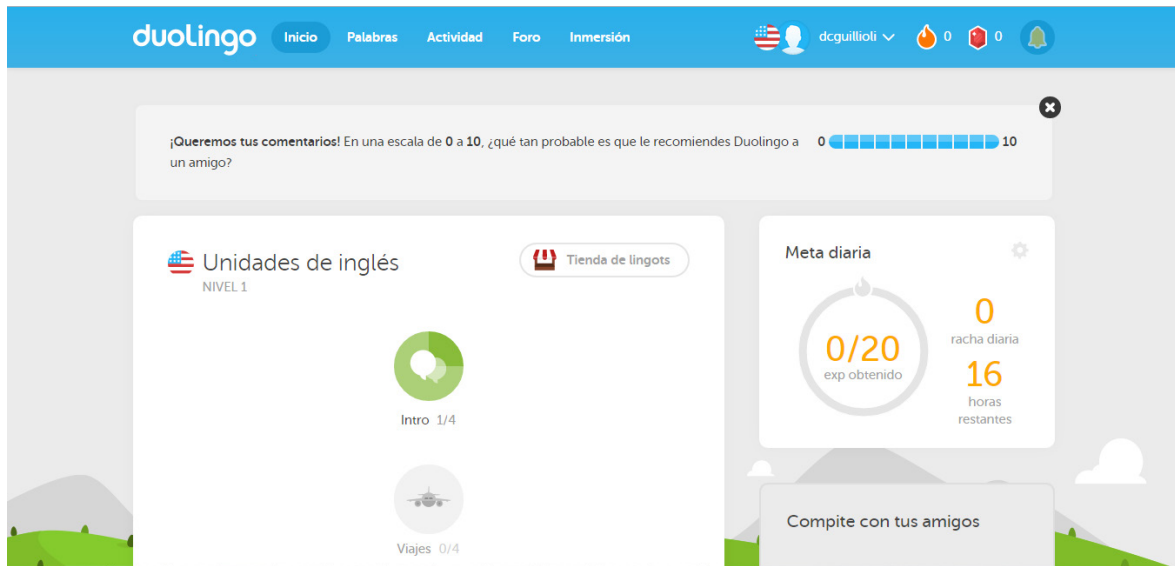 duolingo Inicio Palabras Actividad Foro Inmersión dcguillioli 0 0
¡Queremos tus comentarios! En una escala de 0 a 10, ¿qué tan probable es que le recomiendes Duolingo a
un amigo?
0 10
Unidades de inglés
NIVEL 1
Tienda de lingots
Intro 1/4
Viajes 0/4
Meta diaria
0/20
exp obtenido
0
racha diaria
16
horas
restantes
Compite con tus amigos